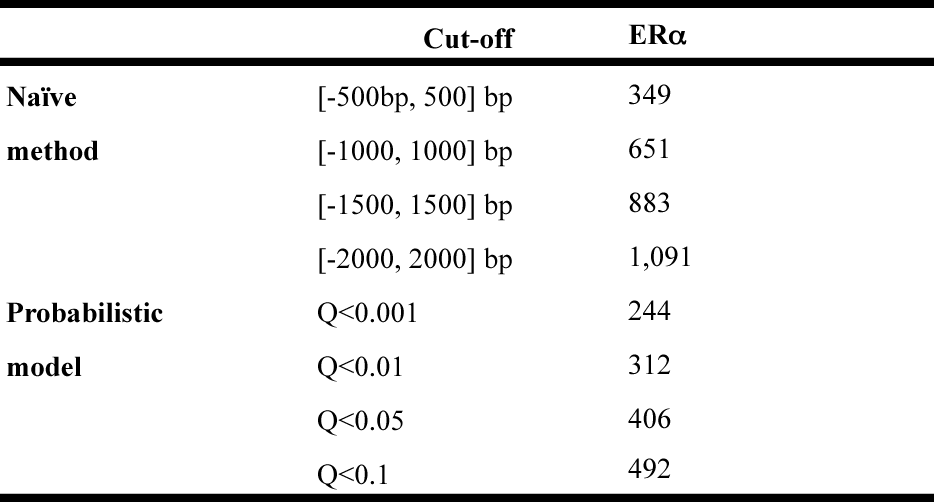 Cut-off ERα
Naïve [-500bp, 500] bp 349
method [-1000, 1000] bp 651
[-1500, 1500] bp 883
[-2000, 2000] bp 1,091
Probabilistic Q<0.001 244
model Q<0.01 312
Q<0.05 406
Q<0.1 492